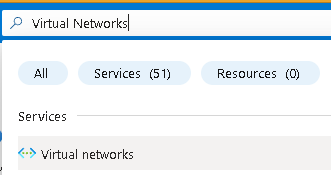 Virtual Networks
All
Services (51)
Resources (0)
Services
Virtual networks